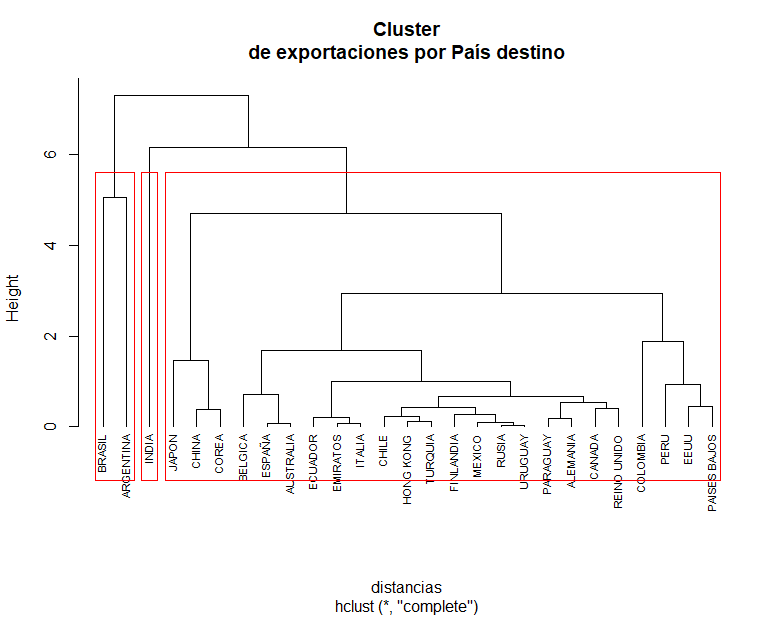 Cluster
de exportaciones por País destino
Height
6
4
2
0
BRASIL
ARGENTINA
INDIA
JAPON
CHINA
COREA
BELGICA
ESPAÑA
AUSTRALIA
ECUADOR
EMIRATOS
ITALIA
CHILE
HONG KONG
TURQUIA
FINLANDIA
MEXICO
RUSIA
URUGUAY
PARAGUAY
ALEMANIA
CANADA
REINO UNIDO
COLOMBIA
PERU
EEUU
PAISES BAJOS
distancias
hclust (*, "complete")